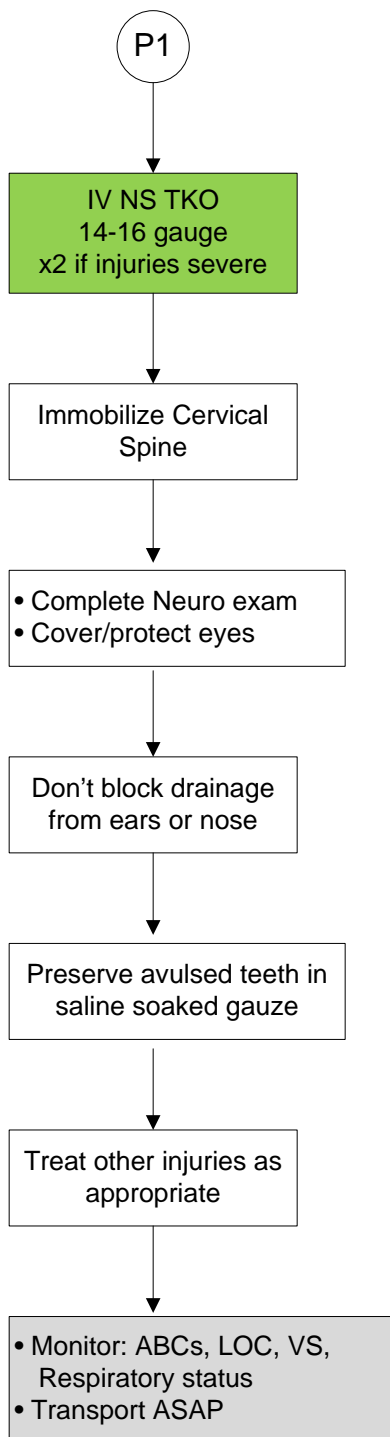 P1
IV NS TKO
14-16 gauge
x2 if injuries severe
Immobilize Cervical
Spine
• Complete Neuro exam
• Cover/protect eyes
Don’t block drainage
from ears or nose
Preserve avulsed teeth in
saline soaked gauze
Treat other injuries as
appropriate
• Monitor: ABCs, LOC, VS,
Respiratory status
• Transport ASAP